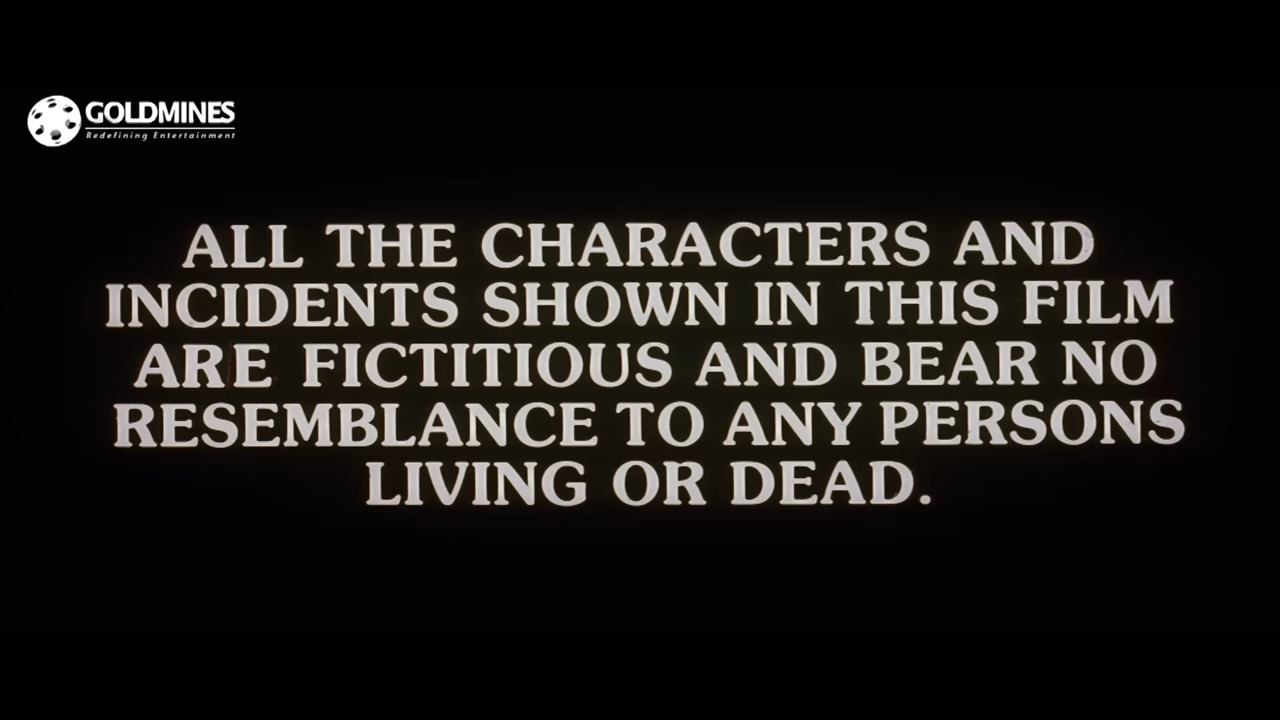 GOLDMINES
Redefining Entertainment
ALL THE CHARACTERS AND
INCIDENTS SHOWN IN THIS FILM
ARE FICTITIOUS AND BEAR NO
RESEMBLANCE TO ANY PERSONS
LIVING OR DEAD.